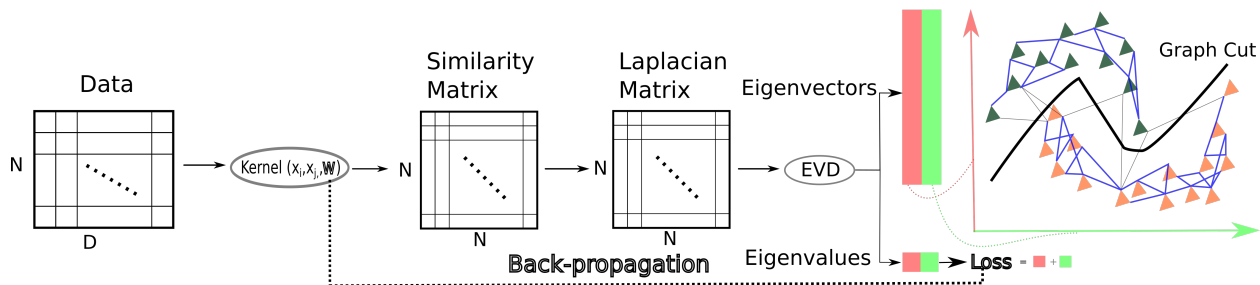 Data
N
D
Kernel (xi,xj,W)
Similarity
Matrix
N
N
Laplacian
Matrix
N
N
EVD
Eigenvectors
Eigenvalues
Graph Cut
Loss = +
Back-propagation